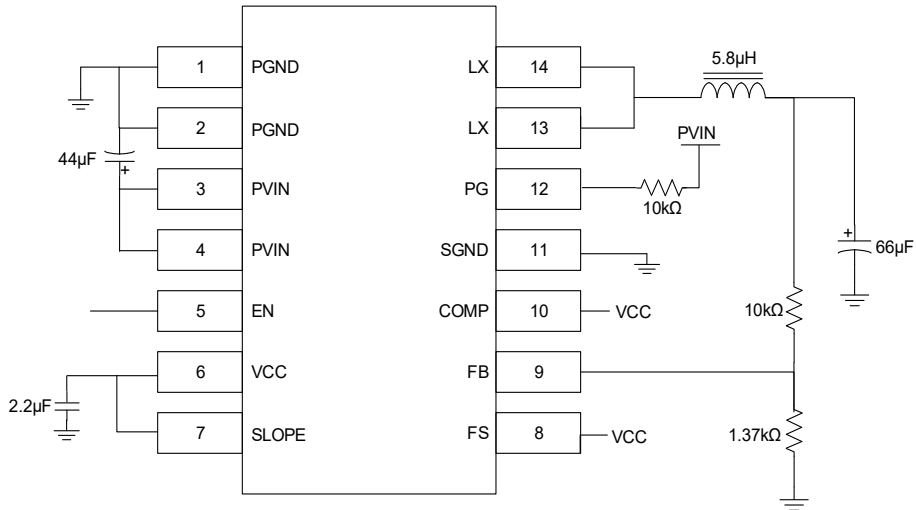 5.8µH
1 PGND LX 14
2 PGND LX 13
PVIN
44µF
+
3 PVIN PG 12
10kΩ
4 PVIN SGND 11
+
66µF
5 EN COMP 10 VCC
10kΩ
6 VCC FB 9
2.2µF
7 SLOPE FS 8 VCC
1.37kΩ